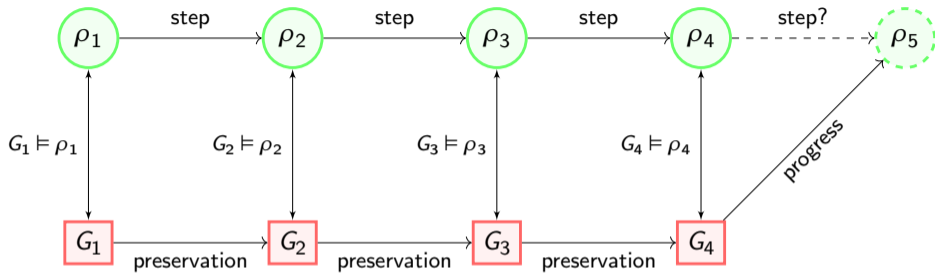 step step step step?
ρ₁ ρ₂ ρ₃ ρ₄ ρ₅
G₁ ⊨ ρ₁ G₂ ⊨ ρ₂ G₃ ⊨ ρ₃ G₄ ⊨ ρ₄ progress
G₁ G₂ G₃ G₄
preservation preservation preservation